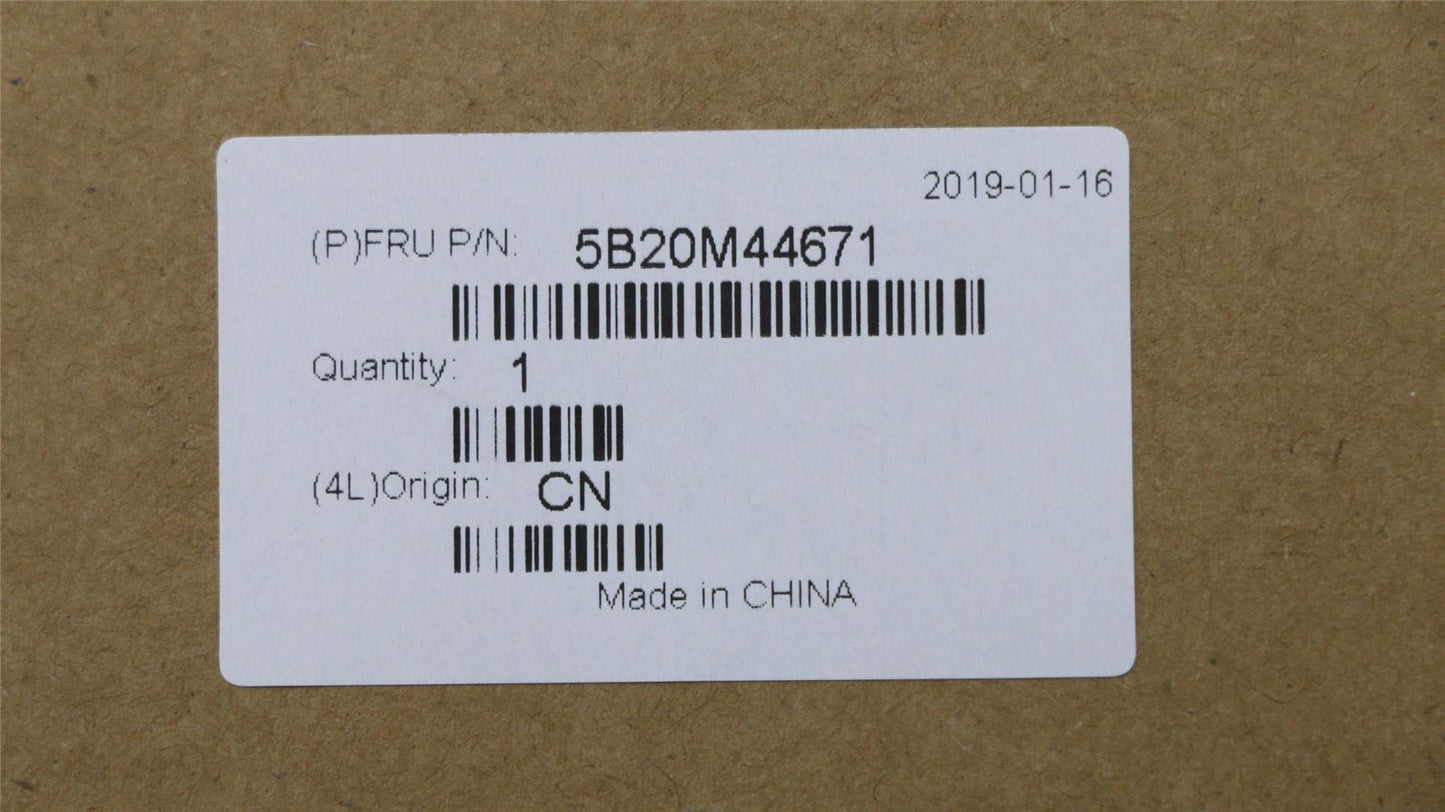 2019-01-16
(P)FRU P/N: 5B20M44671
Quantity: 1
(4L)Origin: CN
Made in CHINA